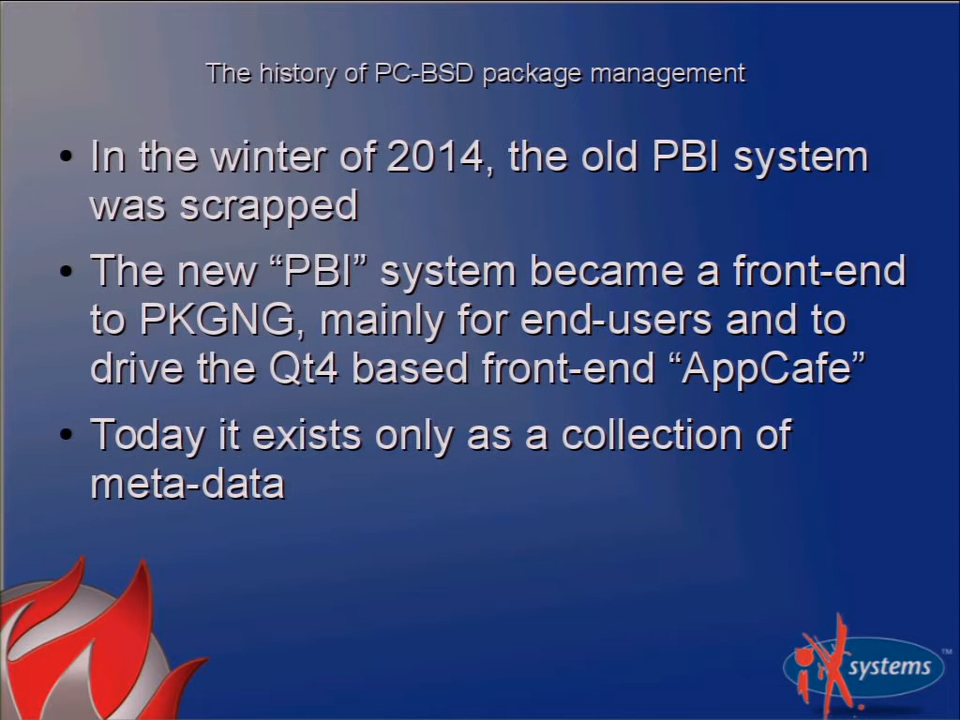 The history of PC-BSD package management
• In the winter of 2014, the old PBI system
was scrapped
• The new “PBI” system became a front-end
to PKGNG, mainly for end-users and to
drive the Qt4 based front-end “AppCafe”
• Today it exists only as a collection of
meta-data
iX systems ™